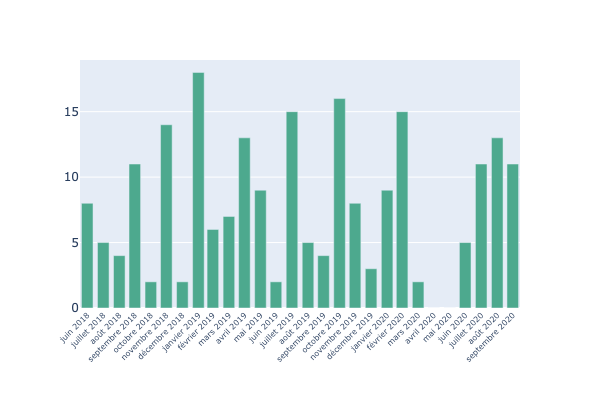 15
10
5
0
juin 2018
juillet 2018
août 2018
septembre 2018
octobre 2018
novembre 2018
décembre 2018
janvier 2019
février 2019
mars 2019
avril 2019
mai 2019
juin 2019
juillet 2019
août 2019
septembre 2019
octobre 2019
novembre 2019
décembre 2019
janvier 2020
février 2020
mars 2020
avril 2020
mai 2020
juin 2020
juillet 2020
août 2020
septembre 2020